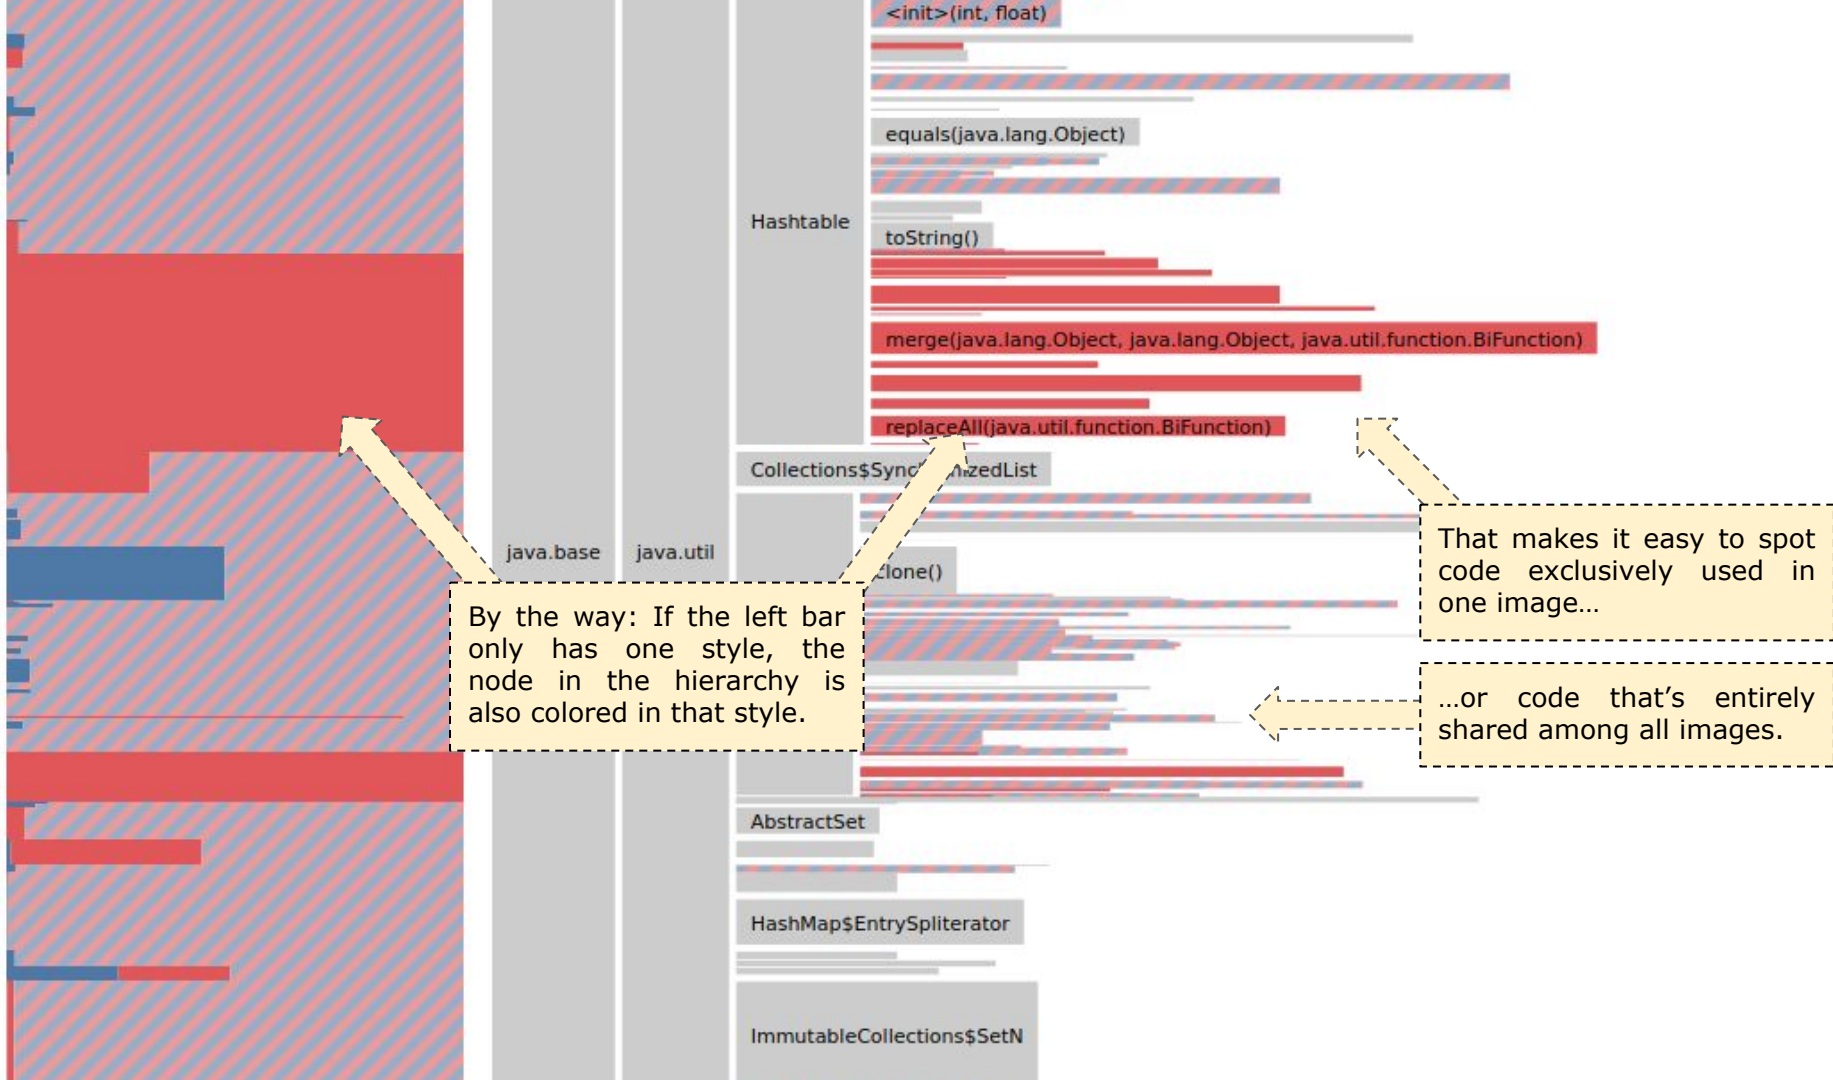 <init>(int, float)
equals(java.lang.Object)
Hashtable
toString()
merge(java.lang.Object, java.lang.Object, java.util.function.BiFunction)
replaceAll(java.util.function.BiFunction)
java.base
java.util
clone()
AbstractSet
HashMap$EntrySpliterator
ImmutableCollections$SetN
By the way: If the left bar
only has one style, the
node in the hierarchy is
also colored in that style.
That makes it easy to spot
code exclusively used in
one image…
…or code that's entirely
shared among all images.